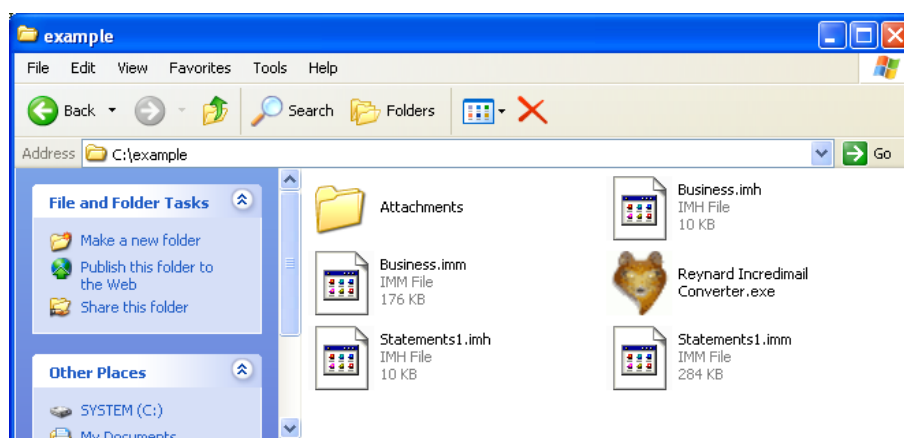 example
File Edit View Favorites Tools Help
Back Search Folders
Address C:\example Go
File and Folder Tasks
Make a new folder
Publish this folder to
the Web
Share this folder
Other Places
SYSTEM (C:)
My Documents
Attachments
Business.imh
IMH File
10 KB
Business.imm
IMM File
176 KB
Reynard Incredimail
Converter.exe
Statements1.imh
IMH File
10 KB
Statements1.imm
IMM File
284 KB